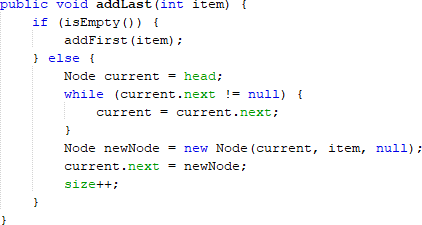 public void addLast(int item) {
    if (isEmpty()) {
        addFirst(item);
    } else {
        Node current = head;
        while (current.next != null) {
            current = current.next;
        }
        Node newNode = new Node(current, item, null);
        current.next = newNode;
        size++;
    }
}